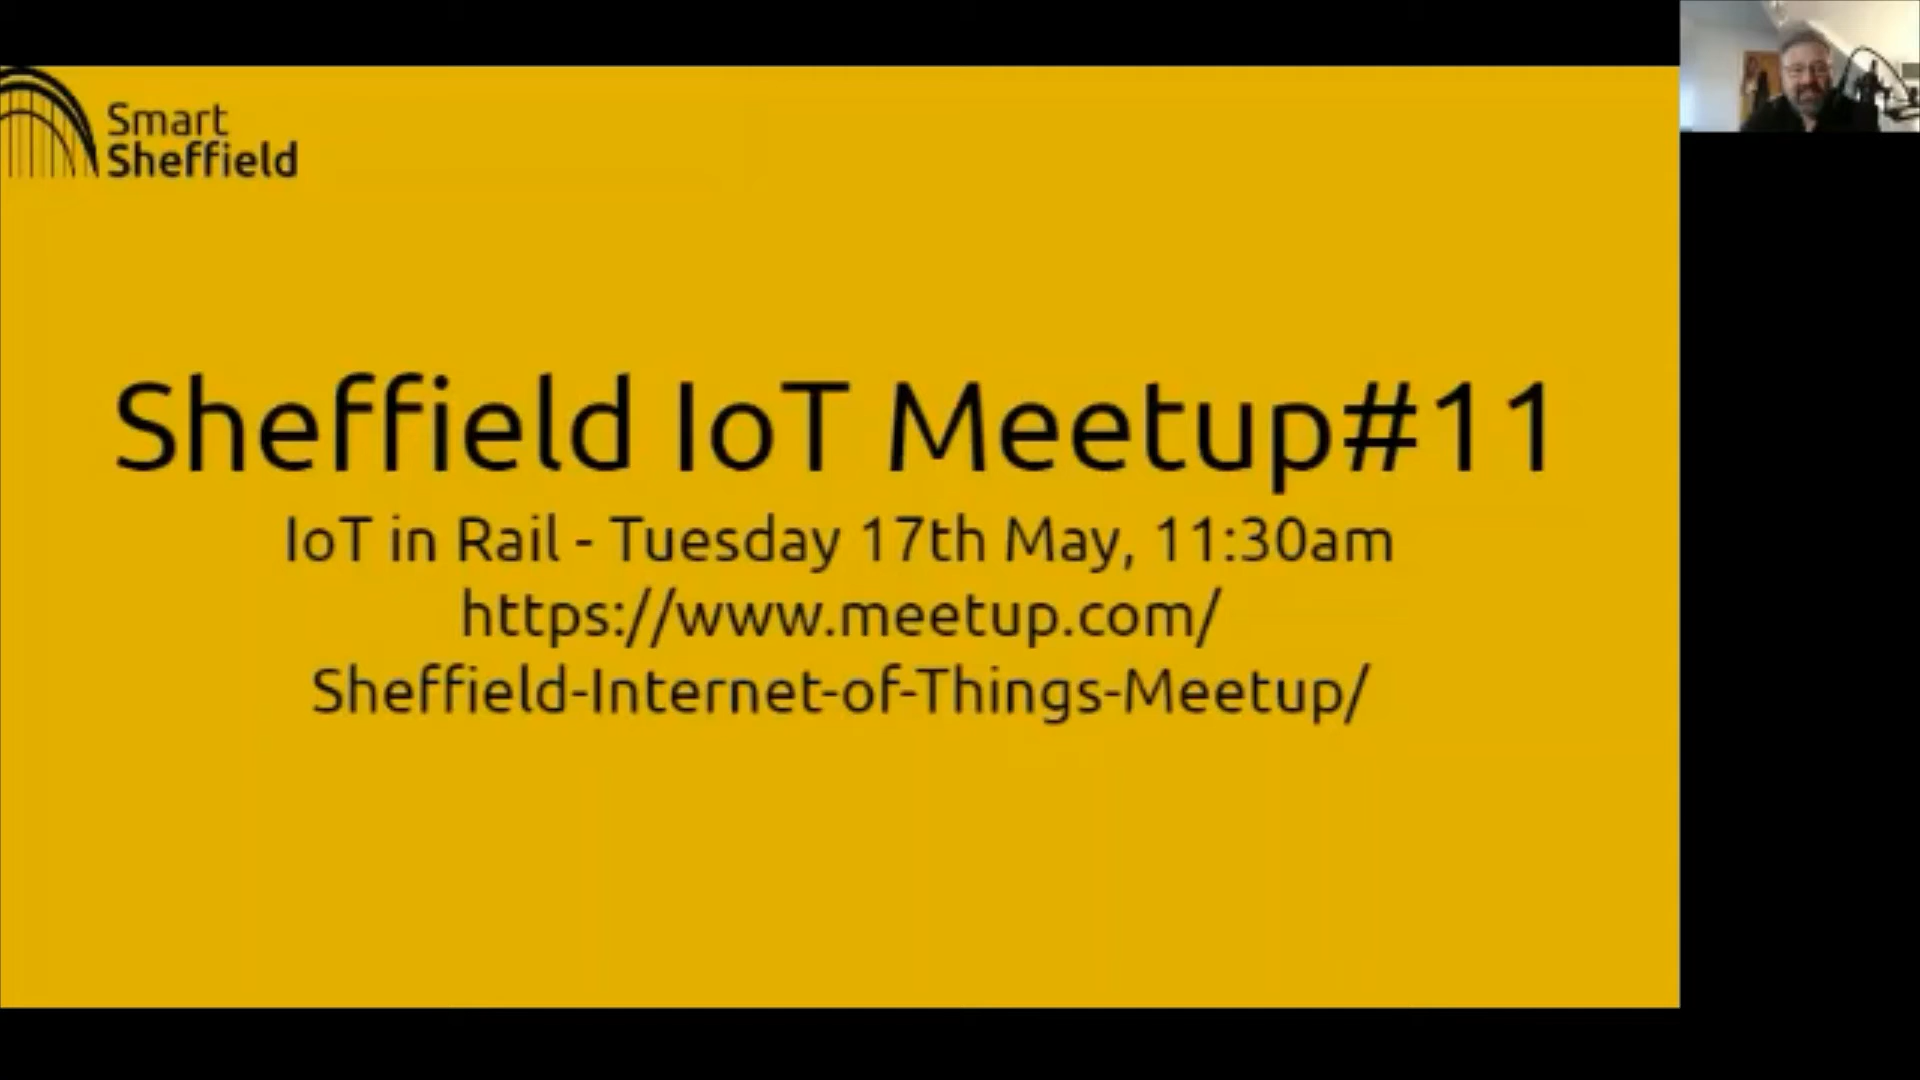 Smart
Sheffield
Sheffield IoT Meetup#11
IoT in Rail - Tuesday 17th May, 11:30am
https://www.meetup.com/
Sheffield-Internet-of-Things-Meetup/